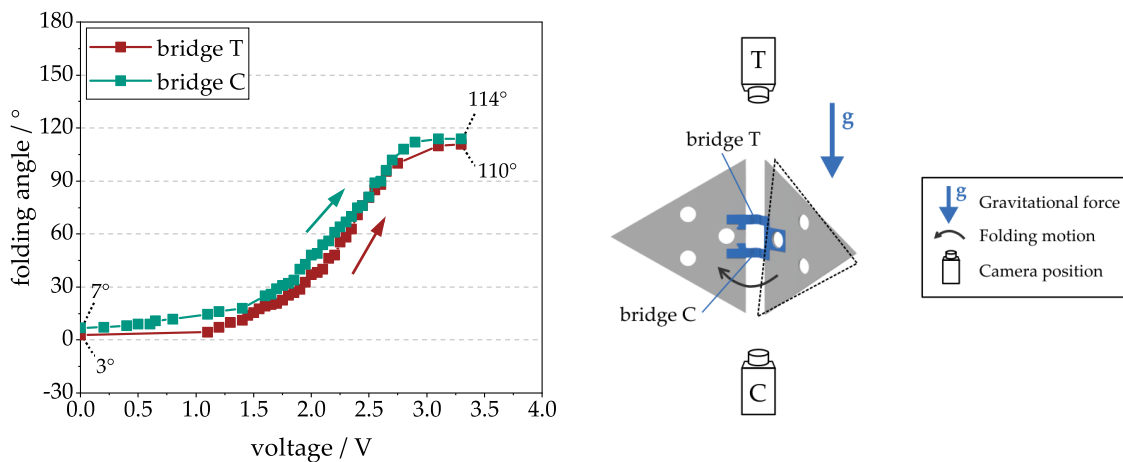 180
150
120
90
60
30
0
-30
folding angle / °
bridge T
bridge C
114°
110°
7°
3°
0.0 0.5 1.0 1.5 2.0 2.5 3.0 3.5 4.0
voltage / V
T
g
bridge T
bridge C
C
g
Gravitational force
Folding motion
Camera position